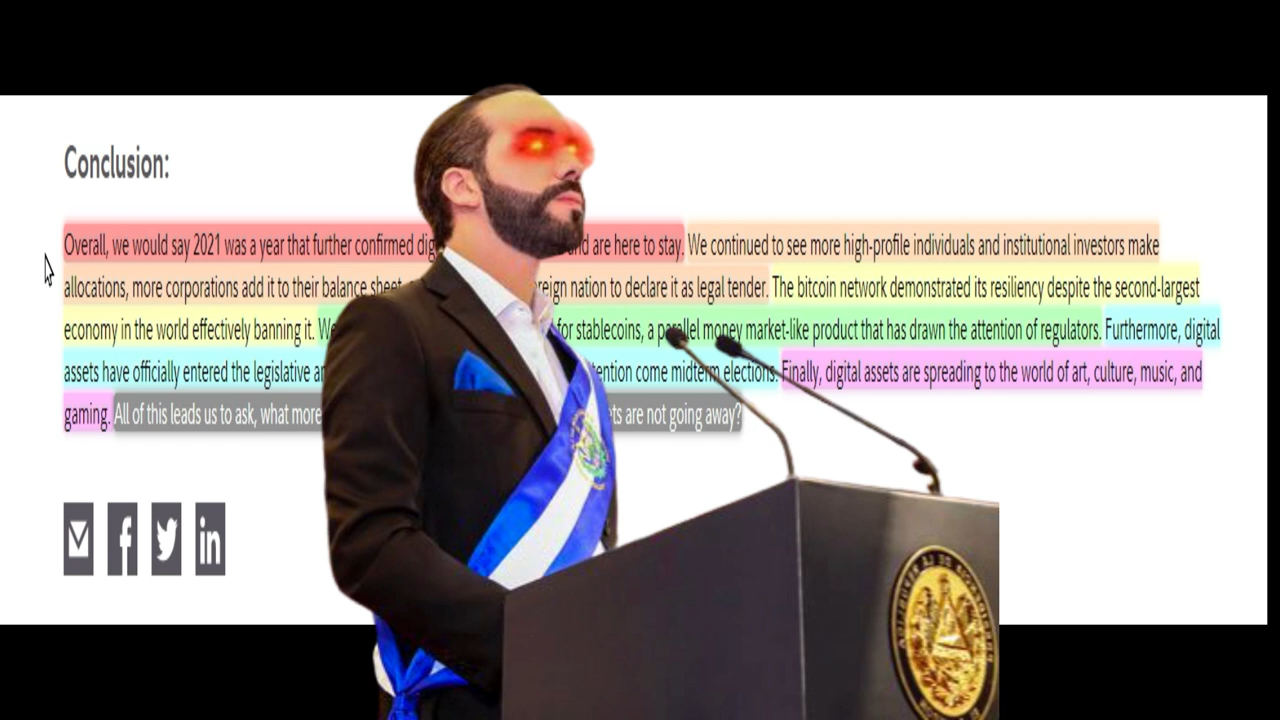 Conclusion:
Overall, we would say 2021 was a year that further confirmed and are here to stay. We continued to see more high-profile individuals and institutional investors make
allocations, more corporations add it to their balance sheet, nation to declare it as legal tender. The bitcoin network demonstrated its resiliency despite the second-largest
economy in the world effectively banning it. for stablecoins, a parallel money market-like product that has drawn the attention of regulators. Furthermore, digital
assets have officially entered the legislative come midterm elections. Finally, digital assets are spreading to the world of art, culture, music, and
gaming. All of this leads us to ask, what more are not going away?
f in